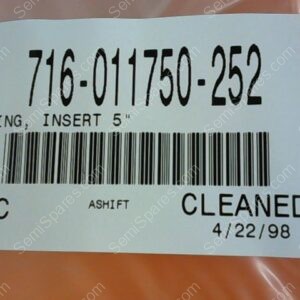 716-011750-252
ING, INSERT 5"
C
ASHIFT
CLEANED
4/22/98